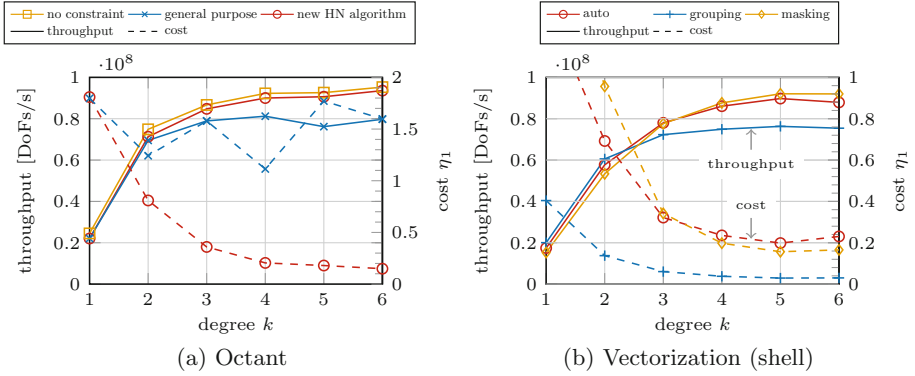 no constraint general purpose new HN algorithm
throughput cost
auto grouping masking
throughput cost
·10⁸
1 2
0.8 1.5
0.6 1
0.4
0.2 0.5
0 0
1 2 3 4 5 6
throughput [DoFs/s]
cost η₁
degree k
(a) Octant
·10⁸
1 1
0.8 0.8
0.6 0.6
0.4 0.4
0.2 0.2
0 0
1 2 3 4 5 6
throughput [DoFs/s]
throughput
cost
cost η₁
degree k
(b) Vectorization (shell)